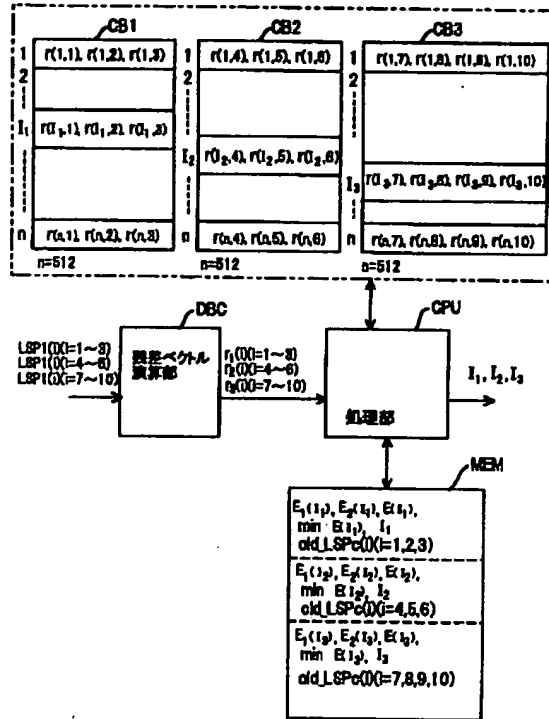 CB1
CB2
CB3
1 r(1,1), r(1,2), r(1,3)
1 r(1,4), r(1,5), r(1,6)
1 r(1,7), r(1,8), r(1,9), r(1,10)
2
2
2
I₁ r(I₁,1), r(I₁,2), r(I₁,3)
I₂ r(I₂,4), r(I₂,5), r(I₂,6)
I₃ r(I₃,7), r(I₃,8), r(I₃,9), r(I₃,10)
n r(n,1), r(n,2), r(n,3)
n r(n,4), r(n,5), r(n,6)
n r(n,7), r(n,8), r(n,9), r(n,10)
n=512
n=512
n=512
DBC
CPU
LSP1(i)(i=1~3)
LSP1(i)(i=4~6)
LSP1(i)(i=7~10)
残差ベクトル
演算部
r₁(i)(i=1~3)
r₂(i)(i=4~6)
r₃(i)(i=7~10)
処理部
I₁, I₂, I₃
MEM
E₁(I₁), E₂(I₁), E(I₁),
min E(I₁), I₁
old_LSPc(i)(i=1,2,3)
E₁(I₂), E₂(I₂), E(I₂),
min E(I₂), I₂
old_LSPc(i)(i=4,5,6)
E₁(I₃), E₂(I₃), E(I₃),
min E(I₃), I₃
old_LSPc(i)(i=7,8,9,10)